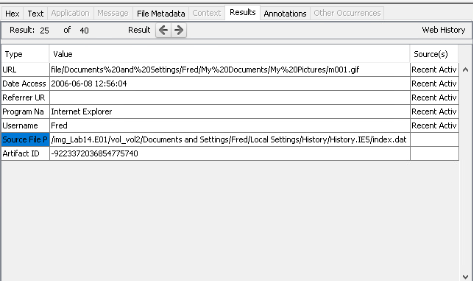 Hex Text Application Message File Metadata Context Results Annotations Other Occurrences
Result: 25 of 40 Result Web History
Type Value Source(s)
URL file/Documents%20and%20Settings/Fred/My%20Documents/My%20Pictures/m001.gif Recent Activ
Date Access 2006-06-08 12:56:04 Recent Activ
Referrer UR Recent Activ
Program Na Internet Explorer Recent Activ
Username Fred Recent Activ
Source File P /img_Lab14.E01/vol_vol2/Documents and Settings/Fred/Local Settings/History/History.IE5/index.dat
Artifact ID -9223372036854775740